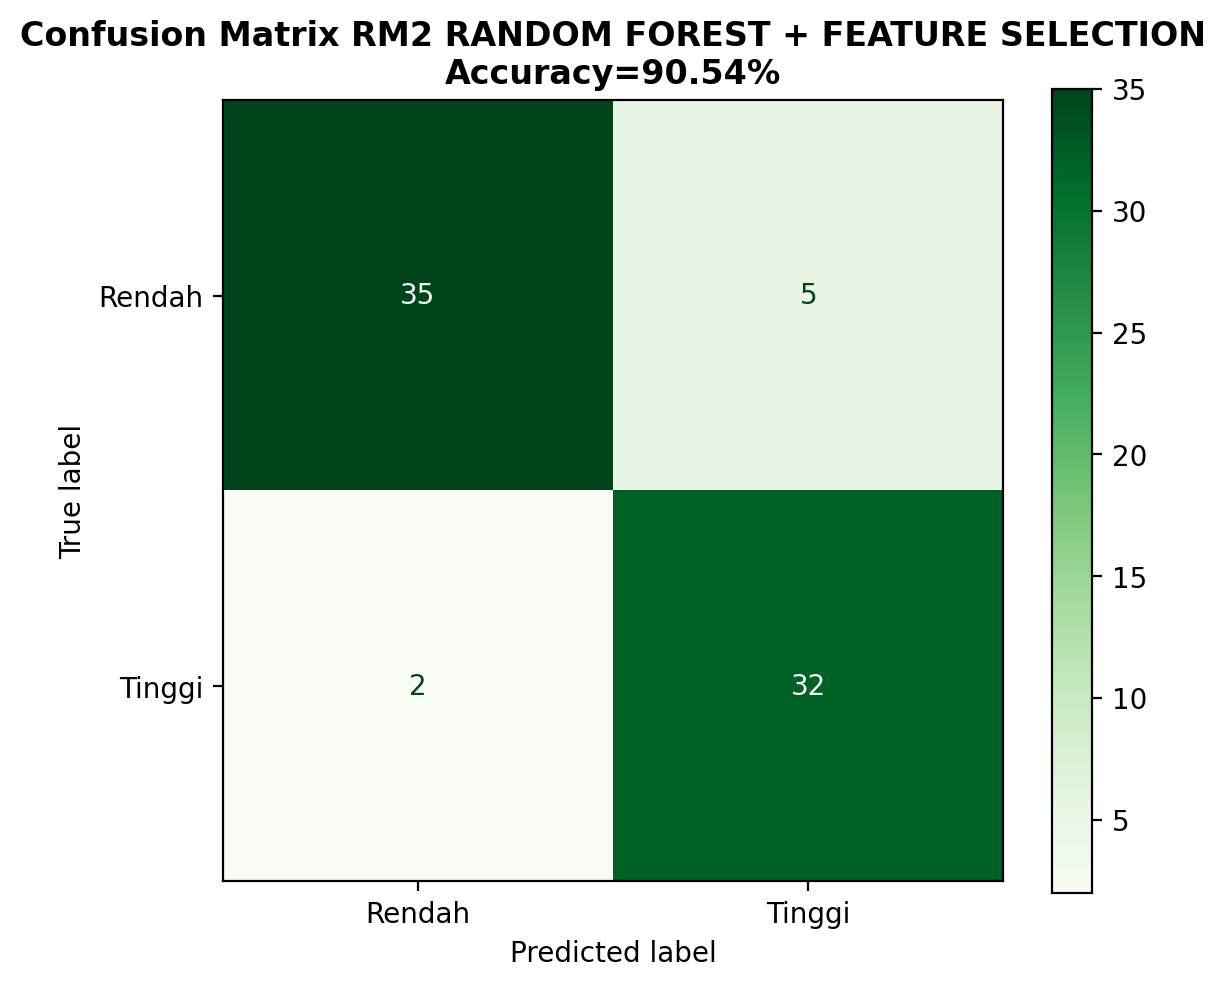 Confusion Matrix RM2 RANDOM FOREST + FEATURE SELECTION
Accuracy=90.54%
True label
Rendah
Tinggi
35
5
2
32
Rendah
Tinggi
Predicted label
35
30
25
20
15
10
5